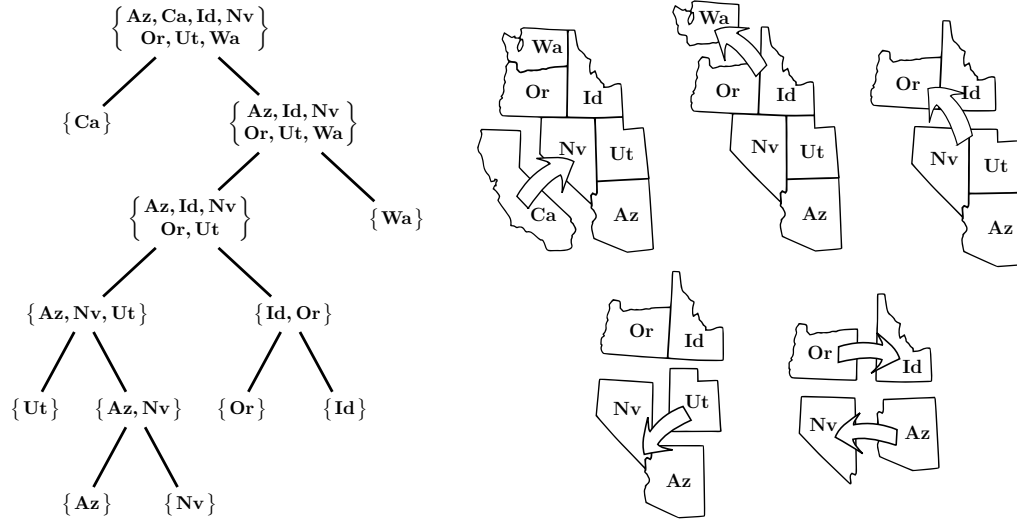 {Az, Ca, Id, Nv
Or, Ut, Wa}
{Ca}
{Az, Id, Nv
Or, Ut, Wa}
{Az, Id, Nv
Or, Ut}
{Wa}
{Az, Nv, Ut}
{Id, Or}
{Ut}
{Az, Nv}
{Or}
{Id}
{Az}
{Nv}
Wa
Or
Id
Nv
Ut
Ca
Az
Wa
Or
Id
Nv
Ut
Az
Or
Id
Nv
Ut
Az
Or
Id
Nv
Ut
Az
Or
Id
Nv
Az